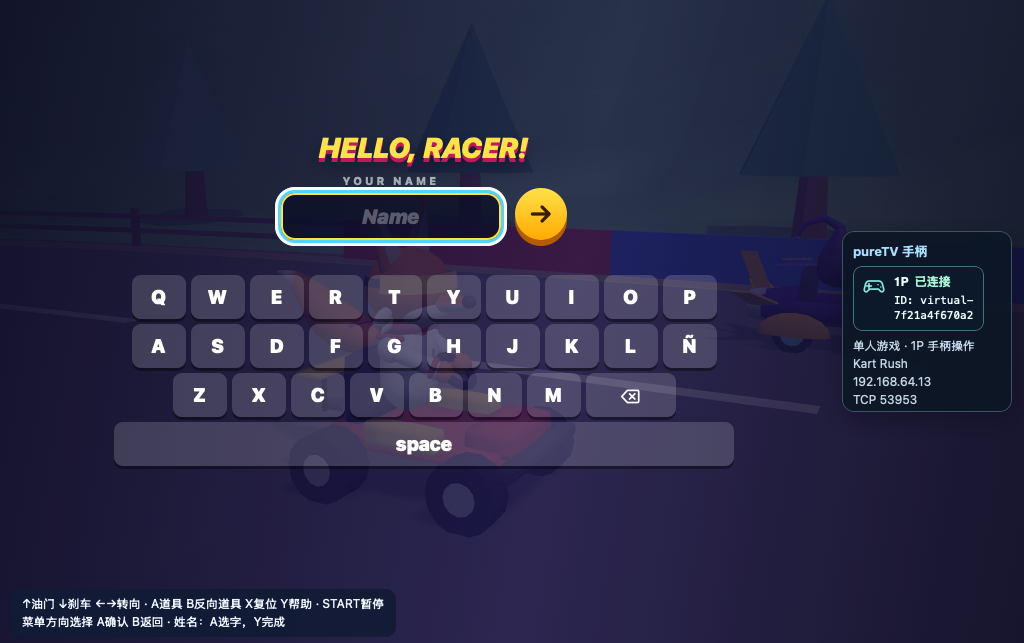 HELLO, RACER!
YOUR NAME
Name
Q W E R T Y U I O P
A S D F G H J K L Ñ
Z X C V B N M
space
pureTV 手柄
1P 已连接
ID: virtual-
7f21a4f670a2
单人游戏 · 1P 手柄操作
Kart Rush
192.168.64.13
TCP 53953
↑油门 ↓刹车 ←→转向 · A道具 B反向道具 X复位 Y帮助 · START暂停
菜单方向选择 A确认 B返回 · 姓名：A选字，Y完成